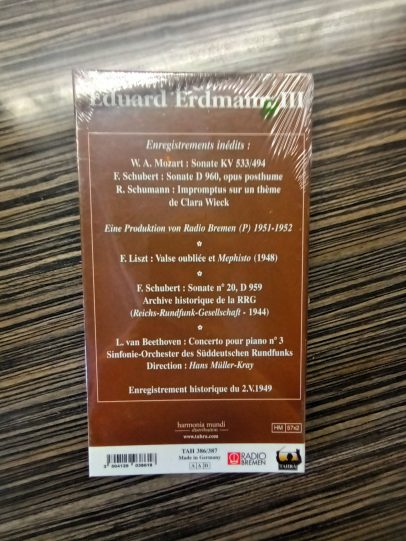 Eduard Erdmann III
Enregistrements inédits :
W. A. Mozart : Sonate KV 533/494
F. Schubert : Sonate D 960, opus posthume
R. Schumann : Impromptus sur un thème
de Clara Wieck
Eine Produktion von Radio Bremen (P) 1951-1952
F. Liszt : Valse oubliée et Mephisto (1948)
F. Schubert : Sonate n° 20, D 959
Archive historique de la RRG
(Reichs-Rundfunk-Gesellschaft - 1944)
L. van Beethoven : Concerto pour piano n° 3
Sinfonie-Orchester des Süddeutschen Rundfunks
Direction : Hans Müller-Kray
Enregistrement historique du 2.V.1949
harmonia mundi
distribution
www.tahra.com
HM 57x2
TAH 386/387
Made in Germany
RADIO
BREMEN
TAHRA